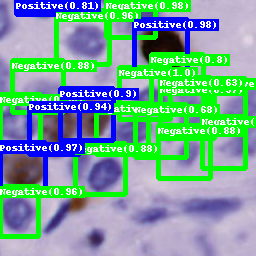 Positive(0.81)
Negative(0.98)
Negative(0.96)
Positive(0.98)
Negative(0.8)
Negative(0.88)
Negative(1.0)
Negative(0.63)
Positive(0.9)
Positive(0.94)
Negative(0.68)
Negative(
Negative(0.88)
Positive(0.97)
gative(0.88)
Negative(0.96)